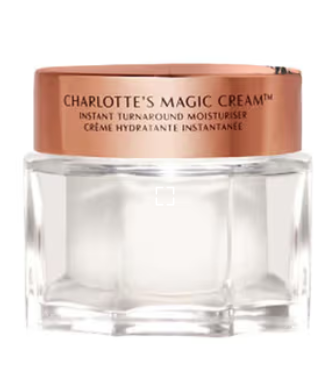 CHARLOTTE'S MAGIC CREAM™
INSTANT TURNAROUND MOISTURISER
CRÈME HYDRATANTE INSTANTANÉE